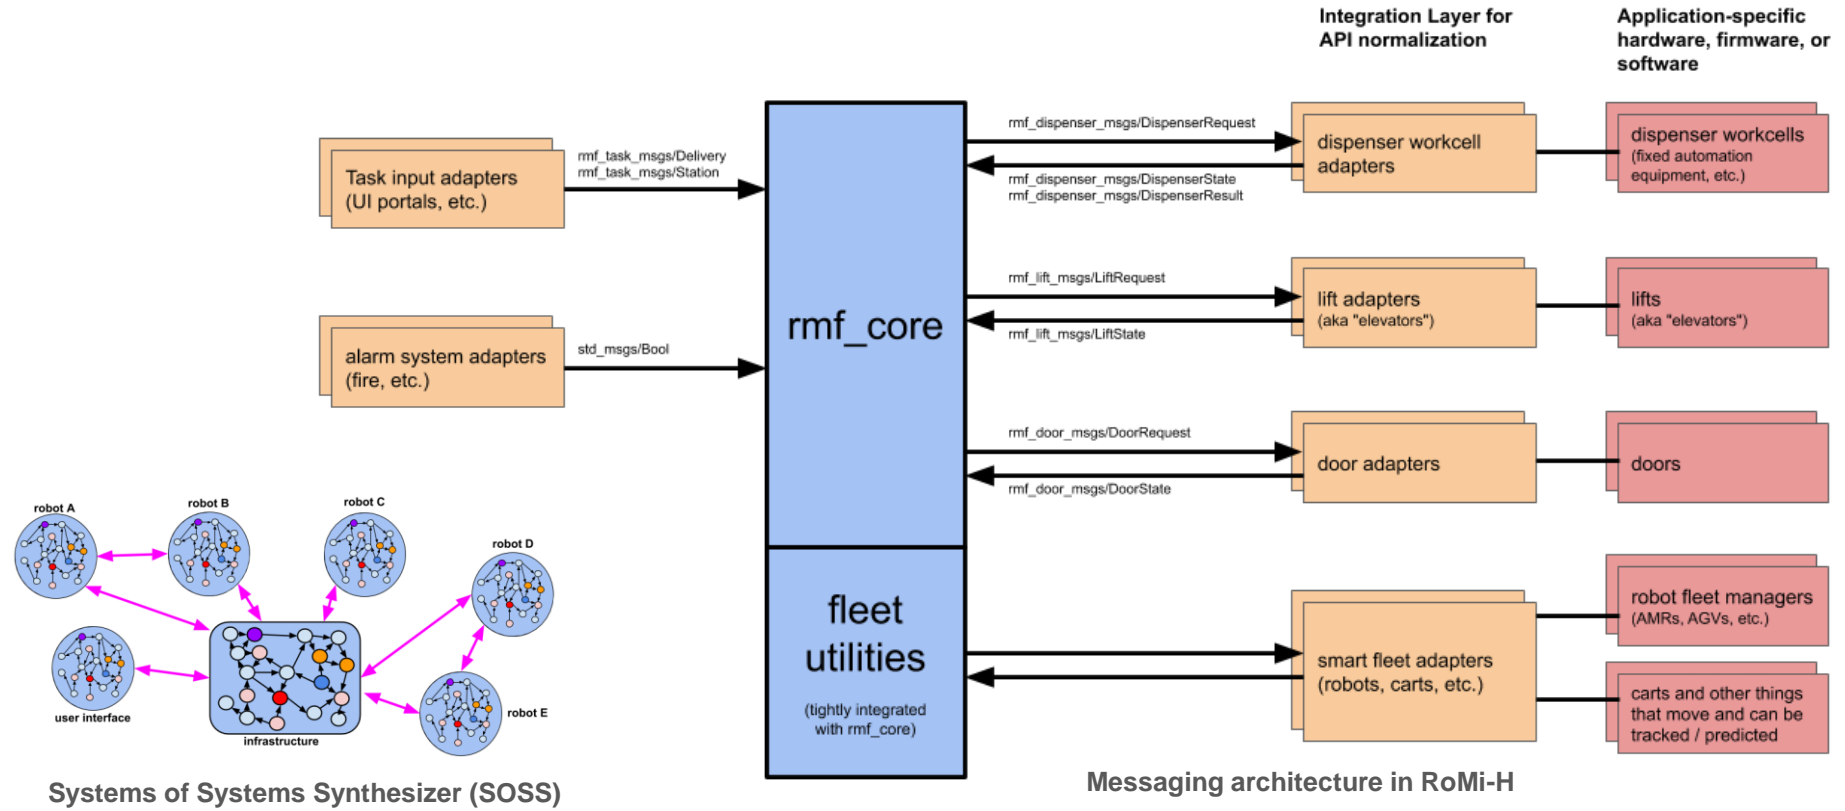 Integration Layer for
API normalization
Application-specific
hardware, firmware, or
software
Task input adapters
(UI portals, etc.)
rmf_task_msgs/Delivery
rmf_task_msgs/Station
alarm system adapters
(fire, etc.)
std_msgs/Bool
rmf_core
fleet
utilities
(tightly integrated
with rmf_core)
rmf_dispenser_msgs/DispenserRequest
rmf_dispenser_msgs/DispenserState
rmf_dispenser_msgs/DispenserResult
dispenser workcell
adapters
dispenser workcells
(fixed automation
equipment, etc.)
rmf_lift_msgs/LiftRequest
rmf_lift_msgs/LiftState
lift adapters
(aka "elevators")
lifts
(aka "elevators")
rmf_door_msgs/DoorRequest
rmf_door_msgs/DoorState
door adapters
doors
smart fleet adapters
(robots, carts, etc.)
robot fleet managers
(AMRs, AGVs, etc.)
carts and other things
that move and can be
tracked / predicted
robot A
robot B
robot C
robot D
robot E
user interface
infrastructure
Systems of Systems Synthesizer (SOSS)
Messaging architecture in RoMi-H